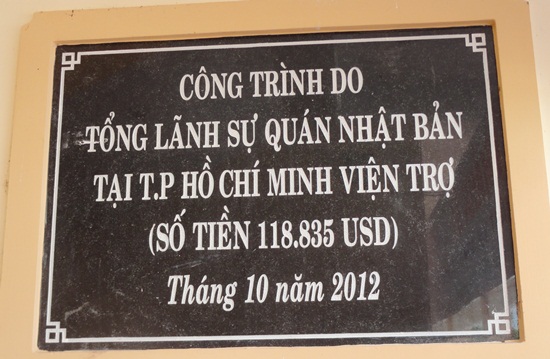 CÔNG TRÌNH DO
TỔNG LÃNH SỰ QUÁN NHẬT BẢN
TẠI T.P HỒ CHÍ MINH VIỆN TRỢ
(SỐ TIỀN 118.835 USD)
Tháng 10 năm 2012